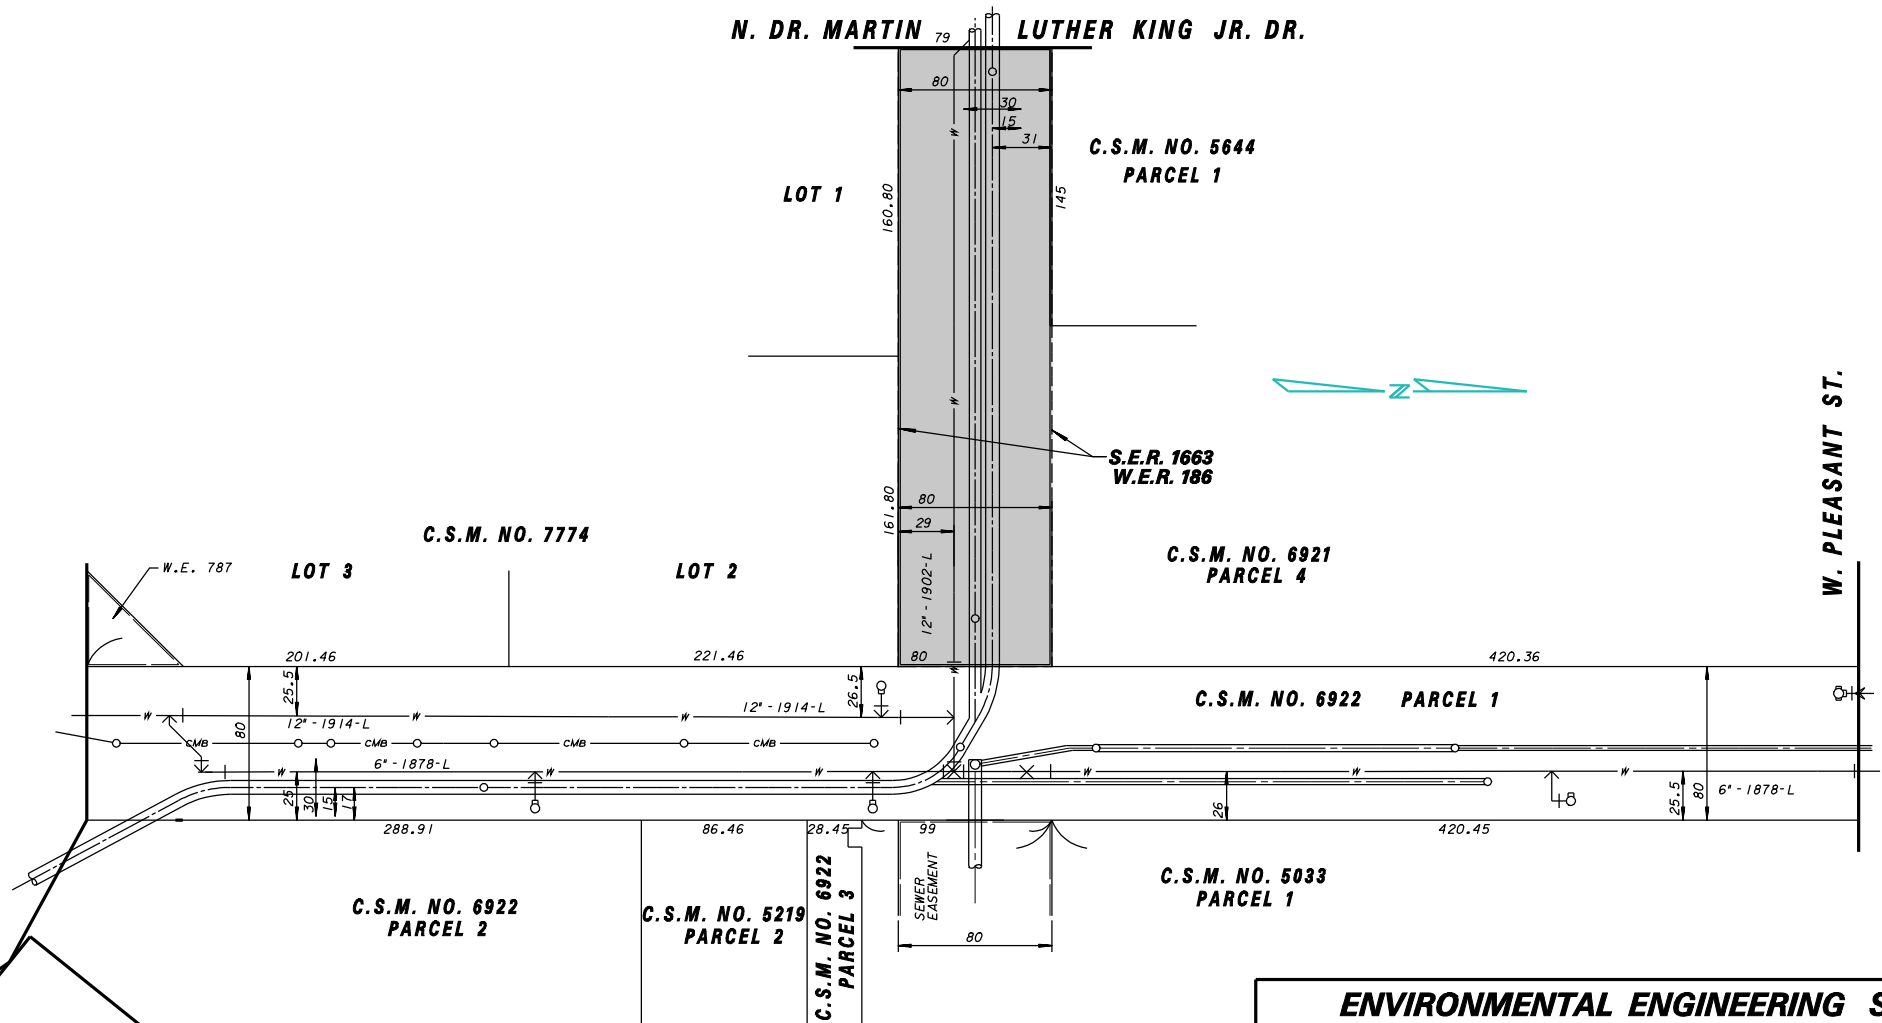 N. DR. MARTIN LUTHER KING JR. DR.
79
80
30
15
31
C.S.M. NO. 5644
PARCEL 1
LOT 1
160.80
145
W
W
N
W. PLEASANT ST.
S.E.R. 1663
W.E.R. 186
161.80
80
29
12"-1902-L
C.S.M. NO. 7774
C.S.M. NO. 6921
PARCEL 4
W.E. 787
LOT 3
LOT 2
201.46
221.46
80
420.36
25.5
26.5
W
C.S.M. NO. 6922 PARCEL 1
80
W
W
W
12"-1914-L
12"-1914-L
CMB
CMB
CMB
CMB
6"-1878-L
W
W
W
W
W
W
25
30
15
17
26
25.5
80
6"-1878-L
288.91
86.46
28.45
99
420.45
SEWER
EASEMENT
C.S.M. NO. 5033
PARCEL 1
C.S.M. NO. 6922
PARCEL 2
C.S.M. NO. 5219
PARCEL 2
C.S.M. NO. 6922
PARCEL 3
80
ENVIRONMENTAL ENGINEERING S